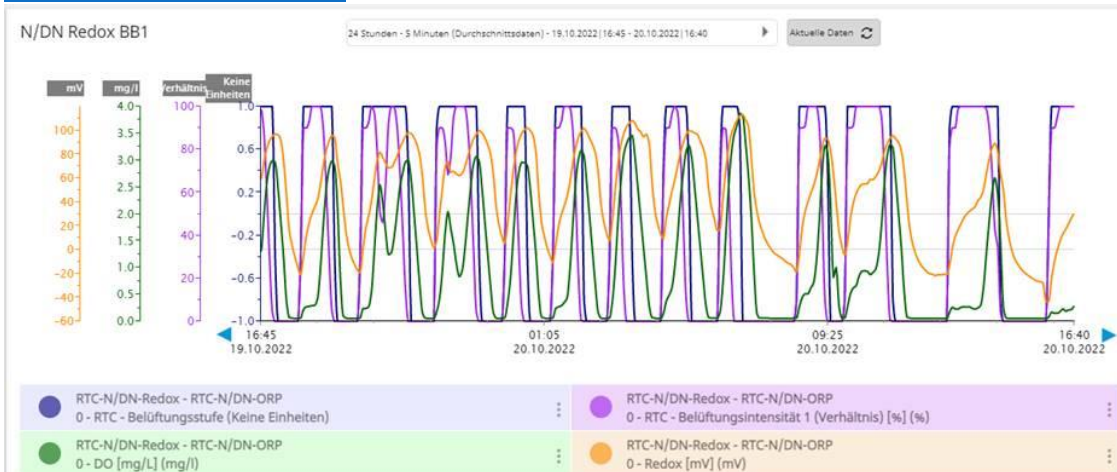 N/DN Redox BB1
24 Stunden - 5 Minuten (Durchschnittsdaten) - 19.10.2022|16:45 - 20.10.2022|16:40
Aktuelle Daten
mV mg/l Verhältnis Keine Einheiten
4.0 100 1.0
100 3.5
80 3.0 80 0.6
60 2.5 60 0.2
40 2.0
20 1.5 40 -0.2
0
-20 1.0 20 -0.6
-40 0.5
-60 0.0 0 -1.0
16:45 01:05 09:25 16:40
19.10.2022 20.10.2022 20.10.2022 20.10.2022
RTC-N/DN-Redox - RTC-N/DN-ORP
0 - RTC - Belüftungsstufe (Keine Einheiten)
RTC-N/DN-Redox - RTC-N/DN-ORP
0 - RTC - Belüftungsintensität 1 (Verhältnis) [%] (%)
RTC-N/DN-Redox - RTC-N/DN-ORP
0 - DO [mg/L] (mg/l)
RTC-N/DN-Redox - RTC-N/DN-ORP
0 - Redox [mV] (mV)